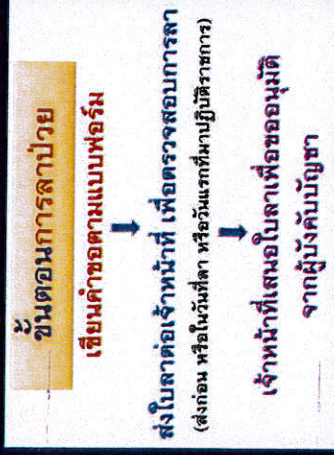 ขั้นตอนการลาป่วย
เขียนคำขอตามแบบฟอร์ม
ส่งใบลาต่อเจ้าหน้าที่ เพื่อตรวจสอบการลา
(ส่งก่อน หรือในวันที่ลา หรือวันแรกที่มาปฏิบัติราชการ)
เจ้าหน้าที่เสนอใบลาเพื่อขออนุมัติ
จากผู้บังคับบัญชา